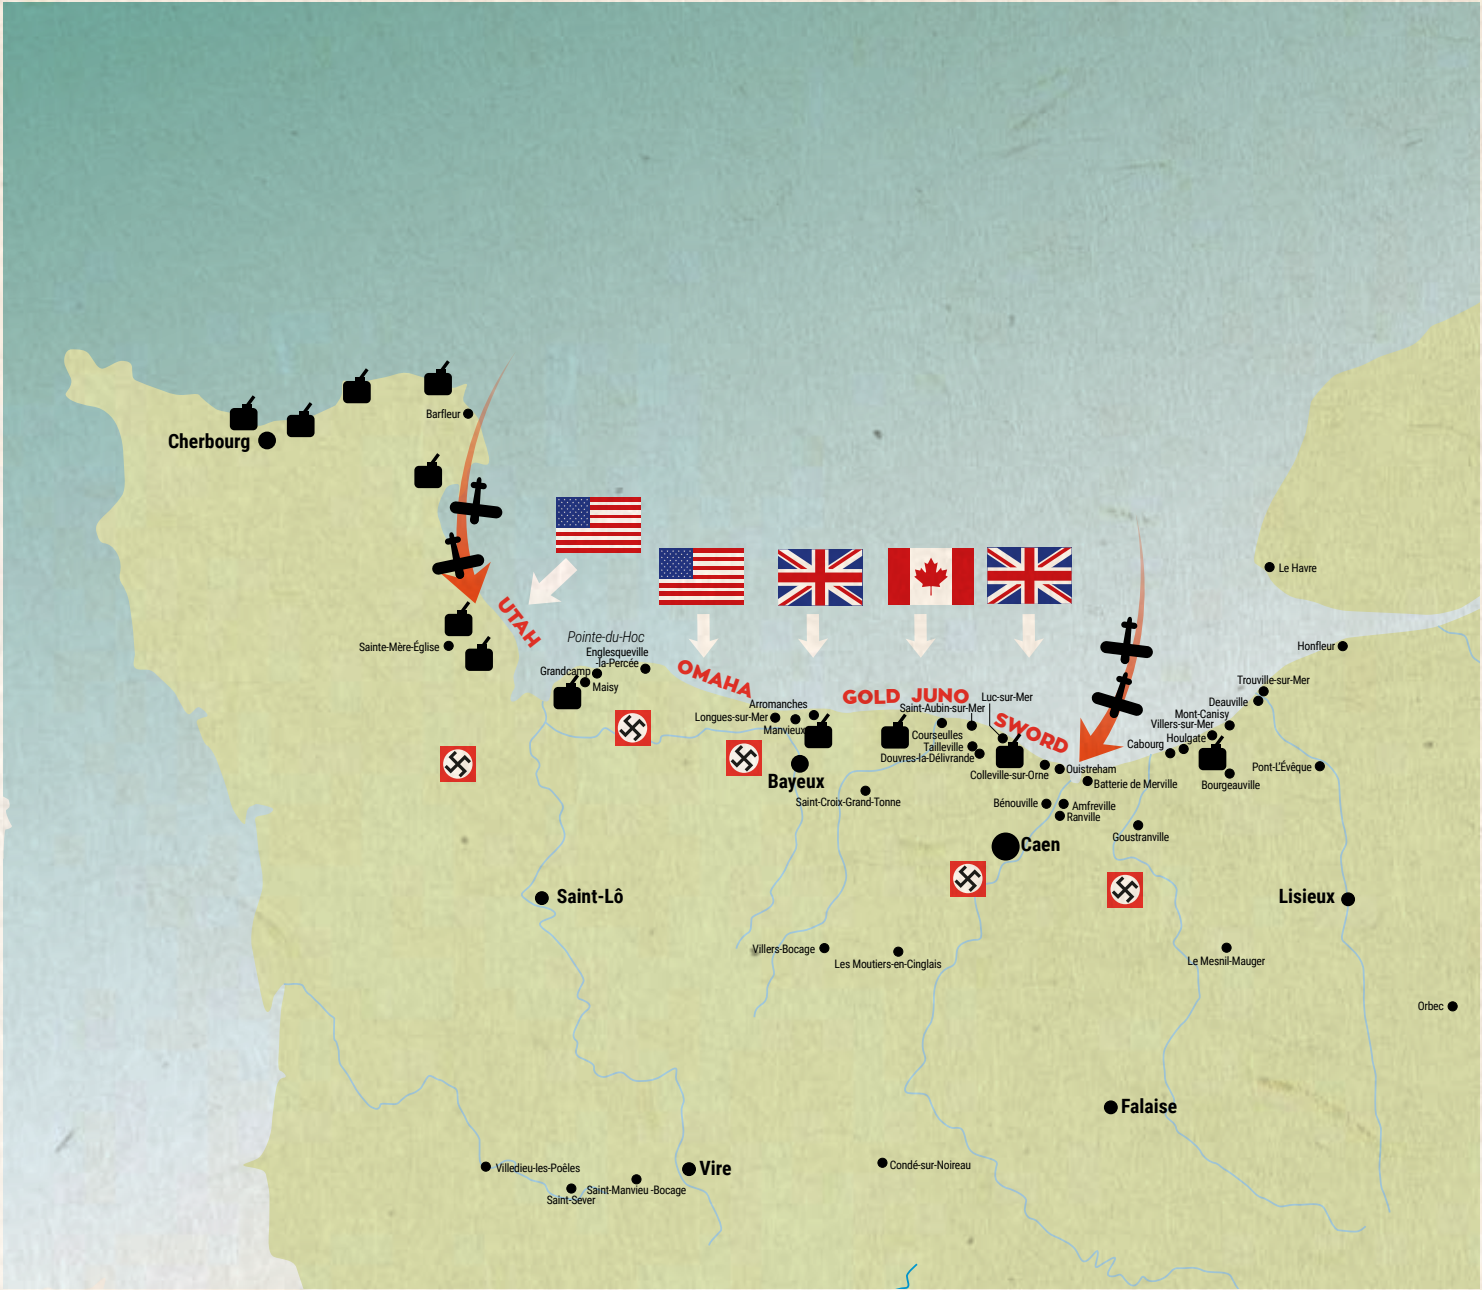 Barfleur
Cherbourg
UTAH
Le Havre
Pointe-du-Hoc
Sainte-Mère-Église
Englesqueville
-la-Percée
Grandcamp
Maisy
OMAHA
Honfleur
Trouville-sur-Mer
Deauville
GOLD
JUNO
Luc-sur-Mer
Arromanches
Saint-Aubin-sur-Mer
Longues-sur-Mer
Manvieux
SWORD
Mont-Canisy
Villers-sur-Mer
Houlgate
Cabourg
Courseulles
Tailleville
Douvres-la-Délivrande
Colleville-sur-Orne
Ouistreham
Pont-L'Évêque
Bayeux
Batterie de Merville
Bourgeauville
Saint-Croix-Grand-Tonne
Bénouville
Amfreville
Ranville
Goustranville
Caen
Saint-Lô
Lisieux
Villers-Bocage
Les Moutiers-en-Cinglais
Le Mesnil-Mauger
Orbec
Falaise
Villedieu-les-Poêles
Vire
Condé-sur-Noireau
Saint-Manvieu -Bocage
Saint-Sever